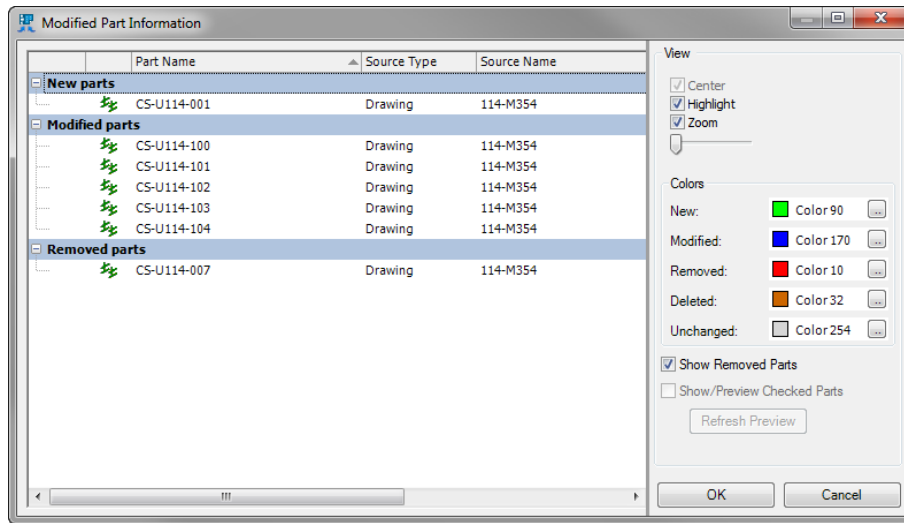 Modified Part Information
Part Name Source Type Source Name
New parts
CS-U114-001 Drawing 114-M354
Modified parts
CS-U114-100 Drawing 114-M354
CS-U114-101 Drawing 114-M354
CS-U114-102 Drawing 114-M354
CS-U114-103 Drawing 114-M354
CS-U114-104 Drawing 114-M354
Removed parts
CS-U114-007 Drawing 114-M354
View
Center
Highlight
Zoom
Colors
New: Color 90 ...
Modified: Color 170 ...
Removed: Color 10 ...
Deleted: Color 32 ...
Unchanged: Color 254 ...
Show Removed Parts
Show/Preview Checked Parts
Refresh Preview
OK Cancel